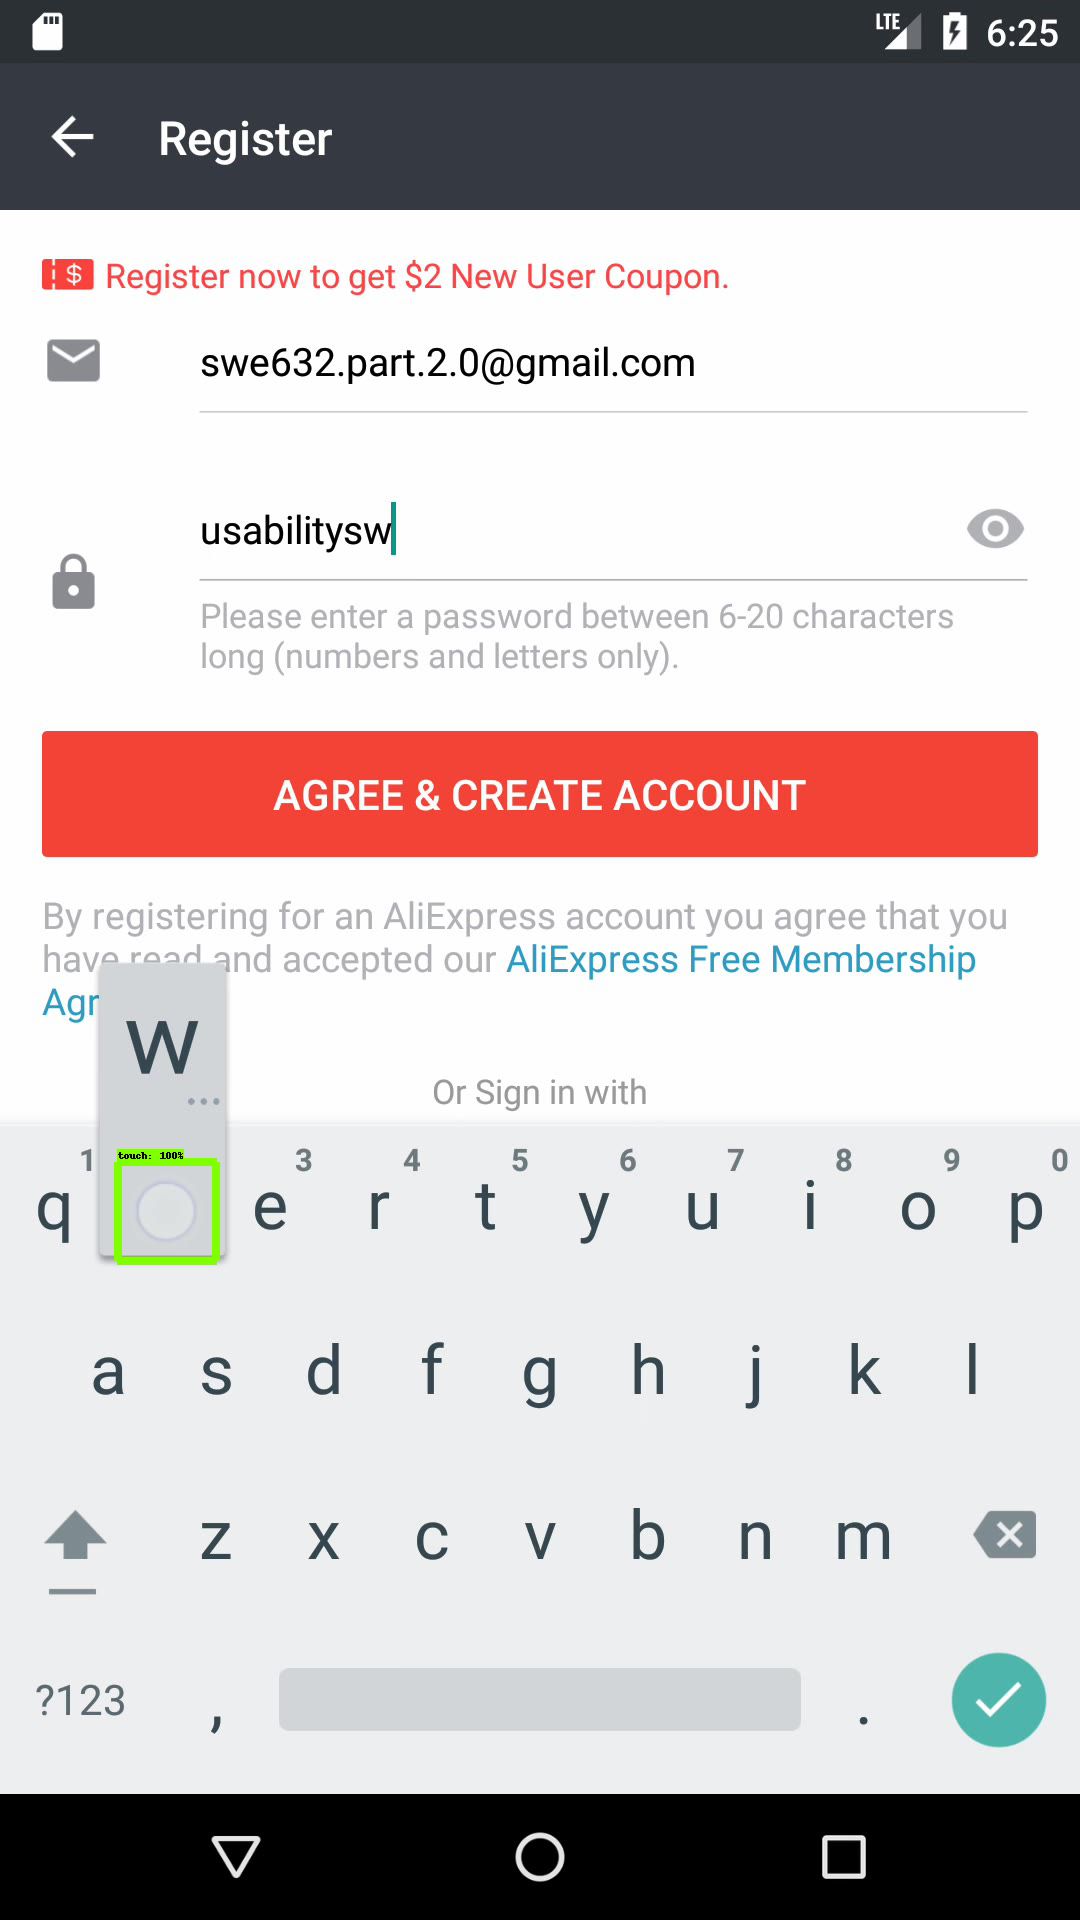 LTE 6:25
Register
$ Register now to get $2 New User Coupon.
swe632.part.2.0@gmail.com
usabilitysw
Please enter a password between 6-20 characters
long (numbers and letters only).
AGREE & CREATE ACCOUNT
By registering for an AliExpress account you agree that you
have read and accepted our AliExpress Free Membership
Agr
W
...
Or Sign in with
touch: 100%
1 3 4 5 6 7 8 9 0
q e r t y u i o p
a s d f g h j k l
z x c v b n m
?123 , .